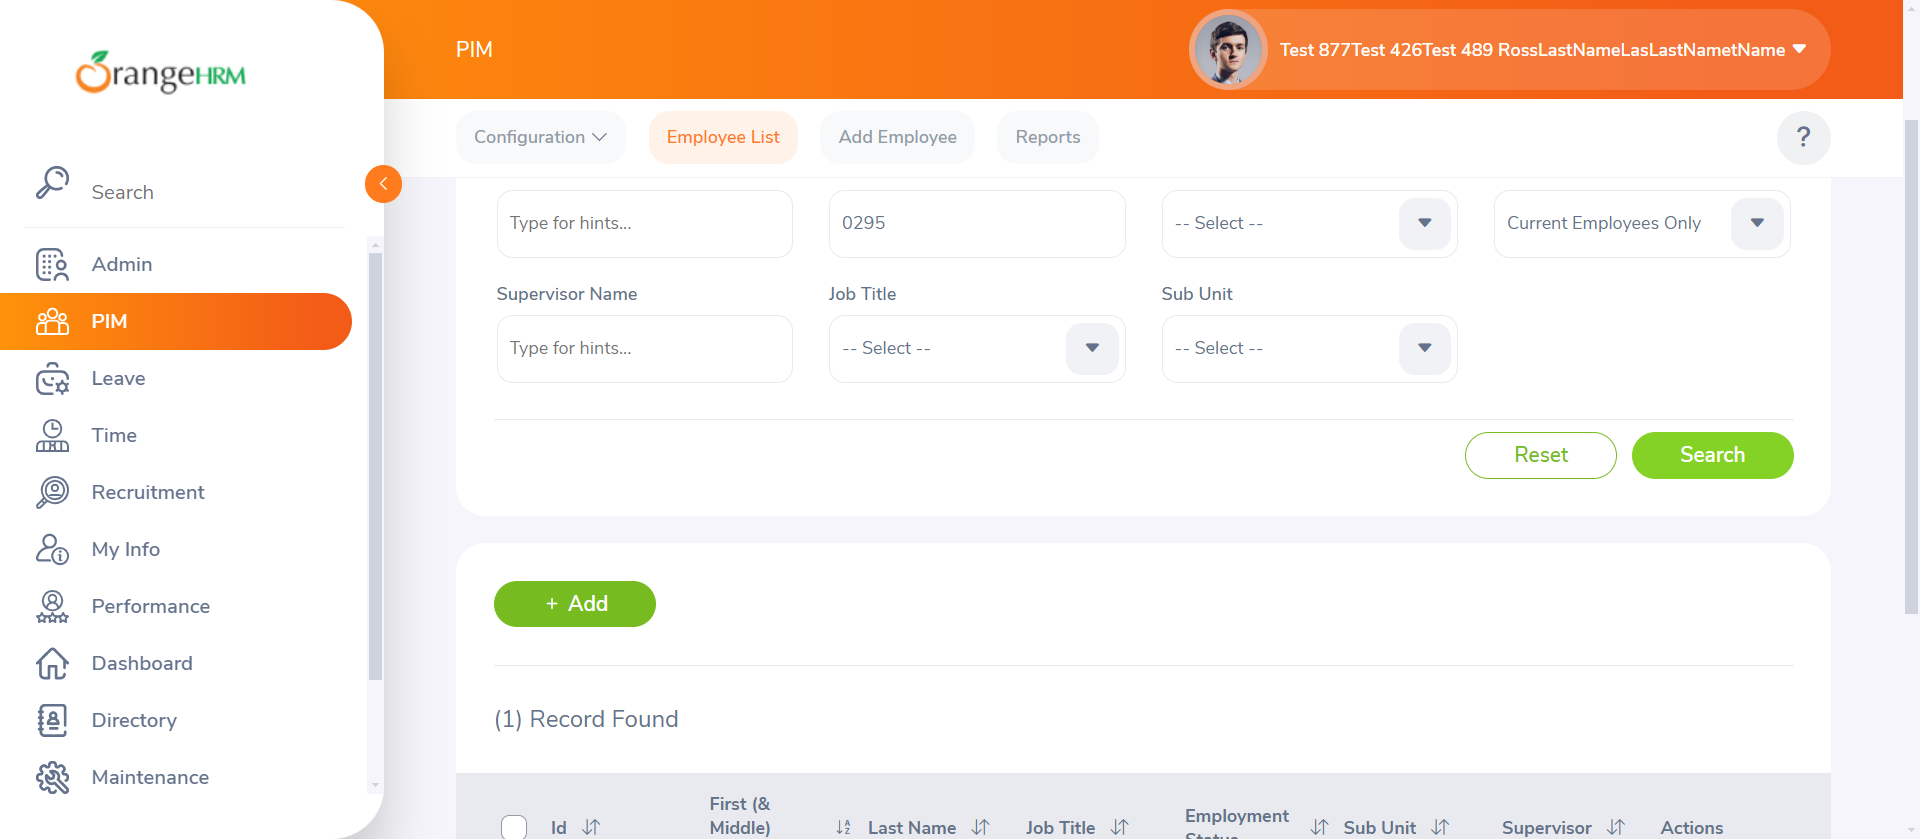 OrangeHRM
PIM
Test 877Test 426Test 489 RossLastNameLasLastNametName
Configuration
Employee List
Add Employee
Reports
?
Search
Admin
PIM
Leave
Time
Recruitment
My Info
Performance
Dashboard
Directory
Maintenance
Type for hints...
0295
-- Select --
Current Employees Only
Supervisor Name
Job Title
Sub Unit
Type for hints...
-- Select --
-- Select --
Reset
Search
+ Add
(1) Record Found
Id
First (&
Middle)
Last Name
Job Title
Employment
Status
Sub Unit
Supervisor
Actions